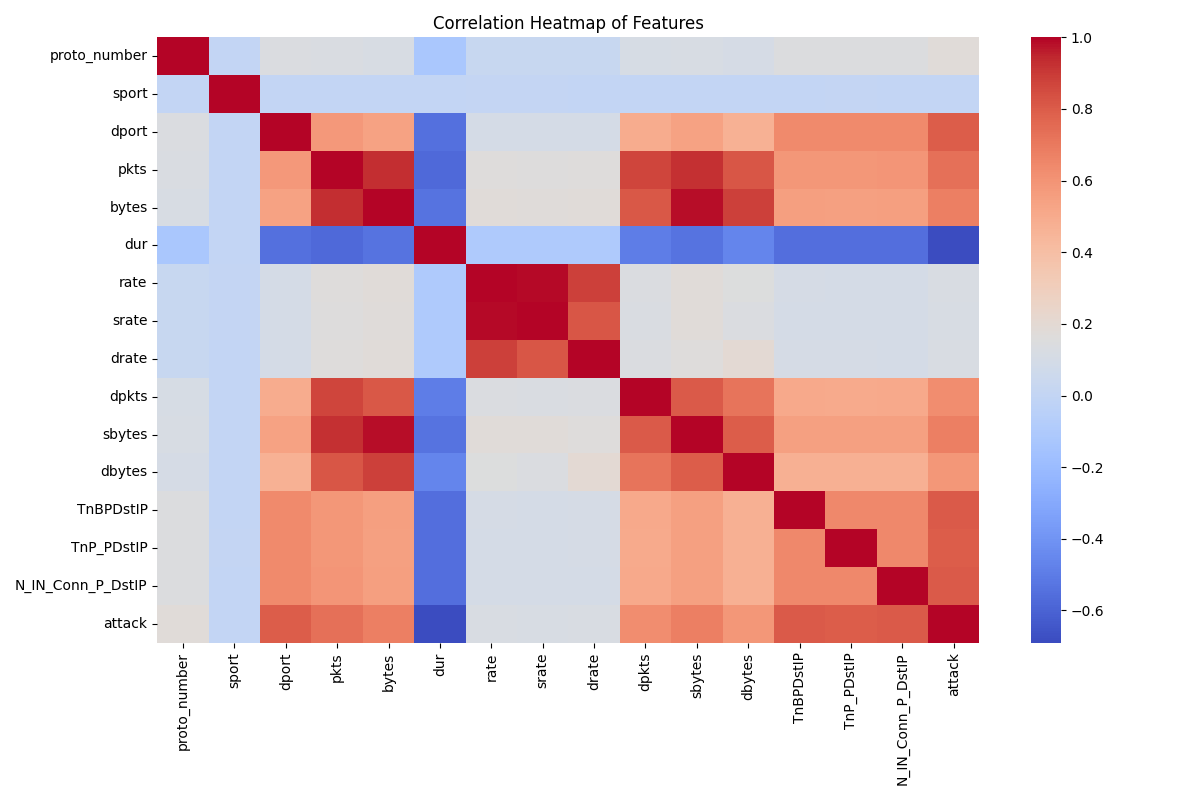 Correlation Heatmap of Features
proto_number
sport
dport
pkts
bytes
dur
rate
srate
drate
dpkts
sbytes
dbytes
TnBPDstIP
TnP_PDstIP
N_IN_Conn_P_DstIP
attack
proto_number
sport
dport
pkts
bytes
dur
rate
srate
drate
dpkts
sbytes
dbytes
TnBPDstIP
TnP_PDstIP
N_IN_Conn_P_DstIP
attack
1.0
0.8
0.6
0.4
0.2
0.0
−0.2
−0.4
−0.6